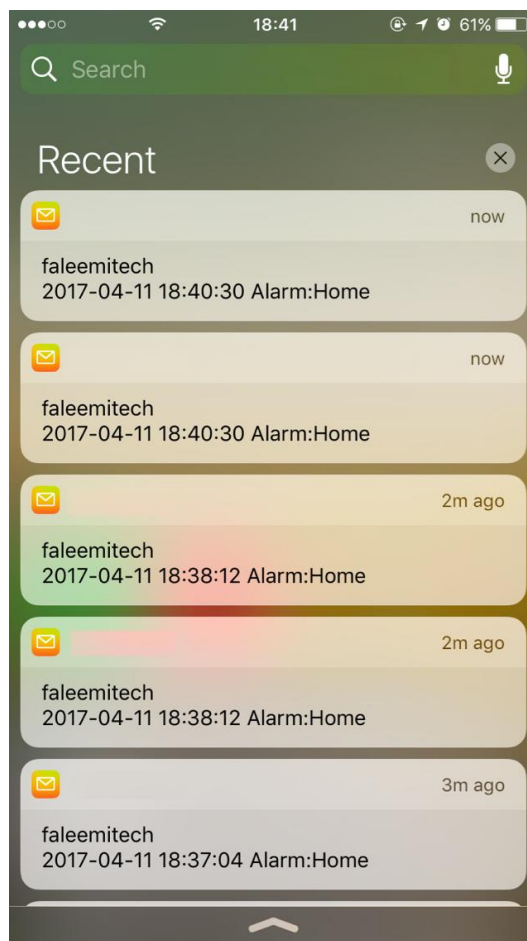 18:41
61%
Search
Recent
now
faleemitech
2017-04-11 18:40:30 Alarm:Home
now
faleemitech
2017-04-11 18:40:30 Alarm:Home
2m ago
faleemitech
2017-04-11 18:38:12 Alarm:Home
2m ago
faleemitech
2017-04-11 18:38:12 Alarm:Home
3m ago
faleemitech
2017-04-11 18:37:04 Alarm:Home